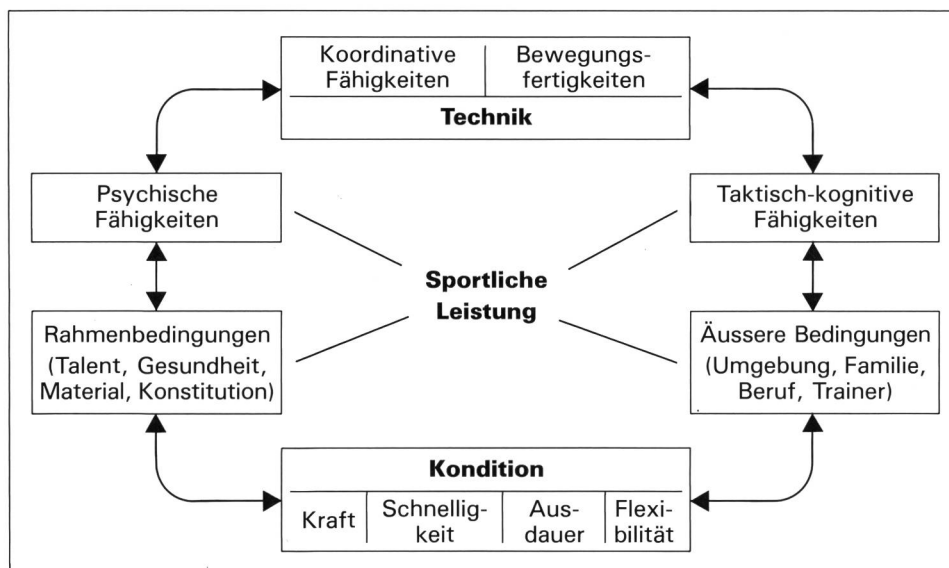 Koordinative
Fähigkeiten
Bewegungs-
fertigkeiten
Technik
Psychische
Fähigkeiten
Taktisch-kognitive
Fähigkeiten
Sportliche
Leistung
Rahmenbedingungen
(Talent, Gesundheit,
Material, Konstitution)
Äussere Bedingungen
(Umgebung, Familie,
Beruf, Trainer)
Kondition
Kraft
Schnellig-
keit
Aus-
dauer
Flexi-
bilität